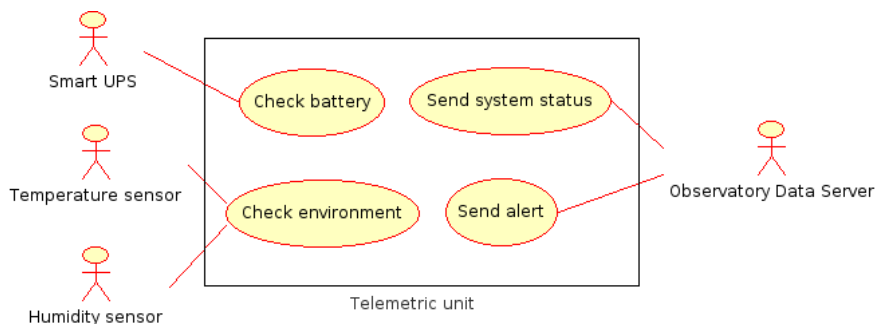 Smart UPS
Check battery
Send system status
Temperature sensor
Observatory Data Server
Check environment
Send alert
Telemetric unit
Humidity sensor